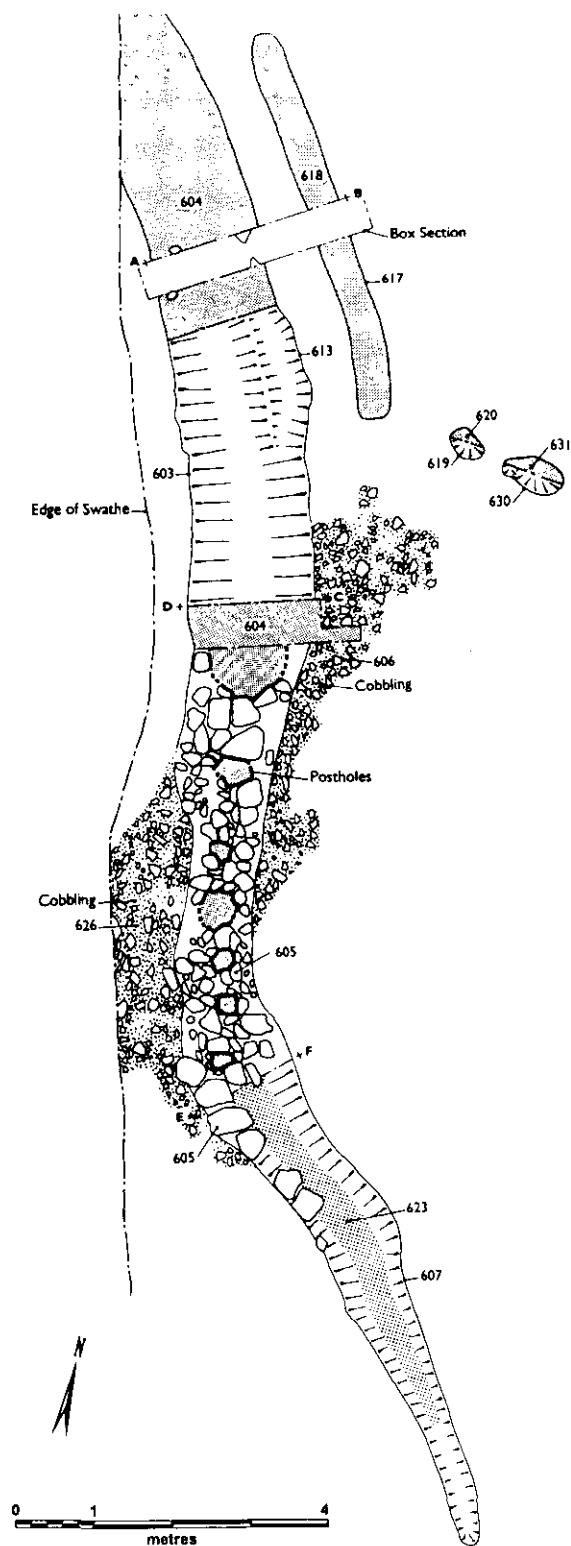 604
618
B
Box Section
A
617
613
620
631
603
619
630
Edge of Swathe
D
C
604
606
Cobbling
Postholes
Cobbling
626
605
F
E
605
623
607
N
0 1 4
metres